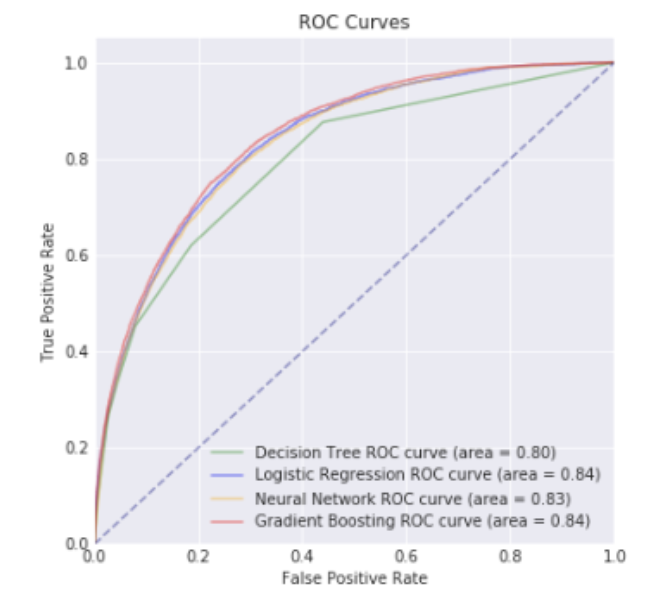 ROC Curves
1.0
0.8
0.6
0.4
0.2
0.0
True Positive Rate
Decision Tree ROC curve (area = 0.80)
Logistic Regression ROC curve (area = 0.84)
Neural Network ROC curve (area = 0.83)
Gradient Boosting ROC curve (area = 0.84)
0.0 0.2 0.4 0.6 0.8 1.0
False Positive Rate